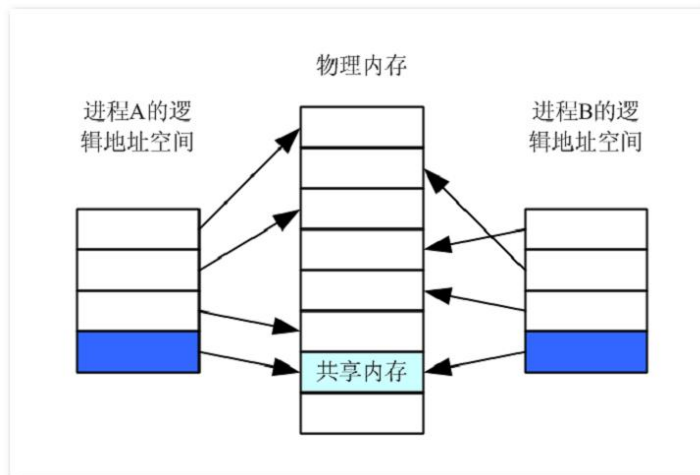 物理内存
进程A的逻
辑地址空间
进程B的逻
辑地址空间
共享内存